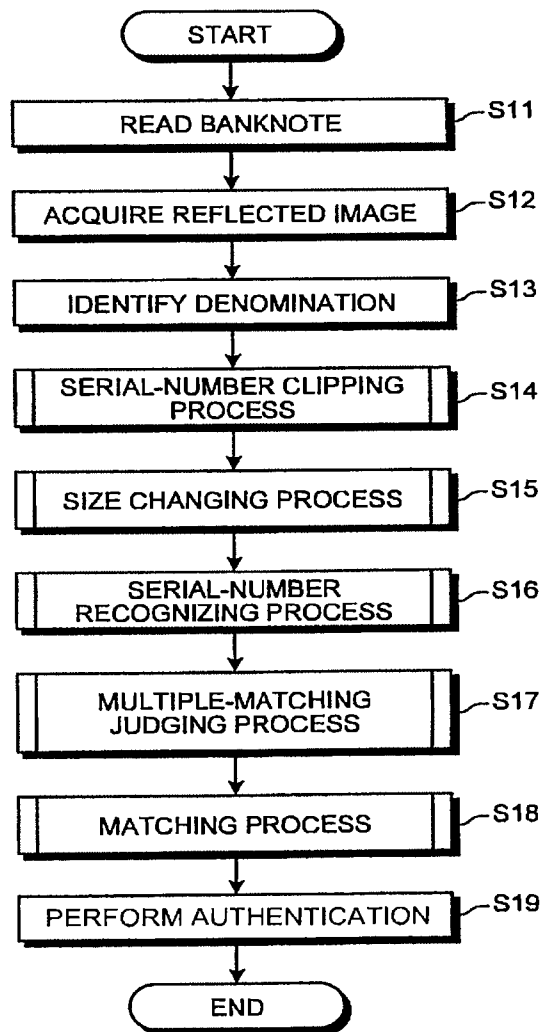 START
READ BANKNOTE
S11
ACQUIRE REFLECTED IMAGE
S12
IDENTIFY DENOMINATION
S13
SERIAL-NUMBER CLIPPING
PROCESS
S14
SIZE CHANGING PROCESS
S15
SERIAL-NUMBER
RECOGNIZING PROCESS
S16
MULTIPLE-MATCHING
JUDGING PROCESS
S17
MATCHING PROCESS
S18
PERFORM AUTHENTICATION
S19
END